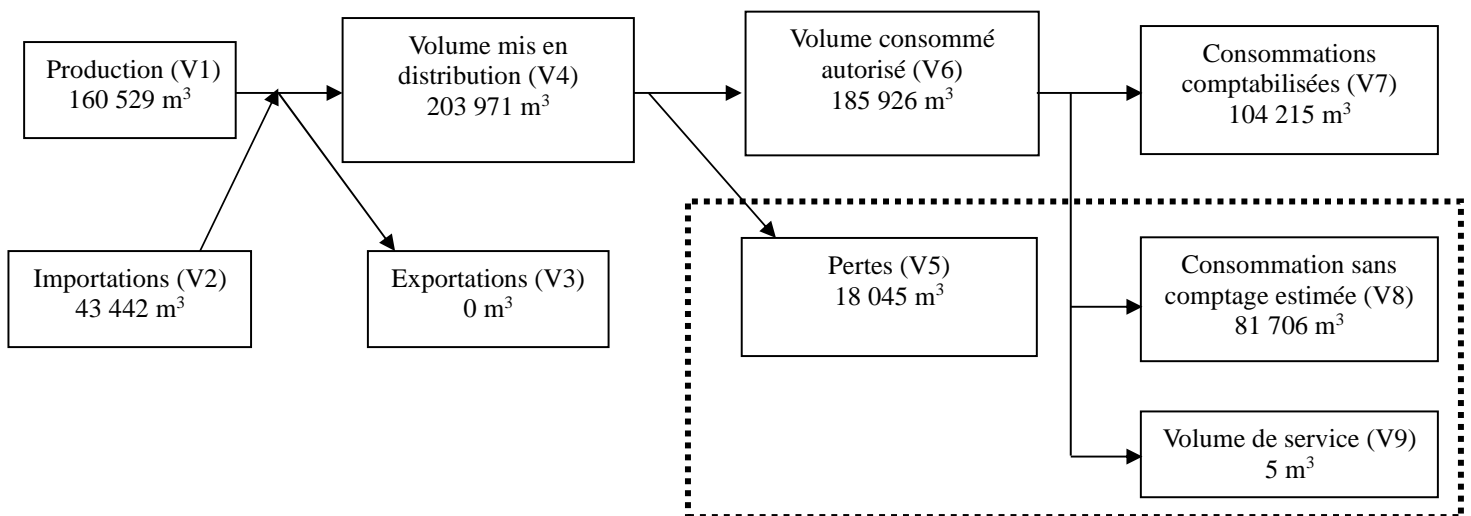 Production (V1)
160 529 m³
Volume mis en
distribution (V4)
203 971 m³
Volume consommé
autorisé (V6)
185 926 m³
Consommations
comptabilisées (V7)
104 215 m³
Importations (V2)
43 442 m³
Exportations (V3)
0 m³
Pertes (V5)
18 045 m³
Consommation sans
comptage estimée (V8)
81 706 m³
Volume de service (V9)
5 m³